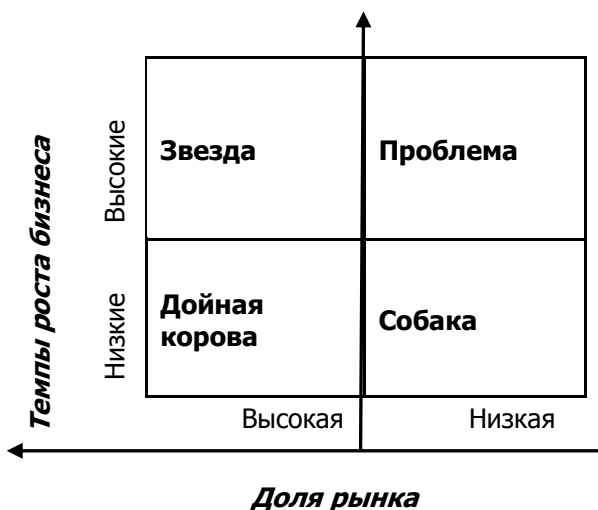 Темпы роста бизнеса
Высокие
Звезда
Проблема
Низкие
Дойная
корова
Собака
Высокая
Низкая
Доля рынка